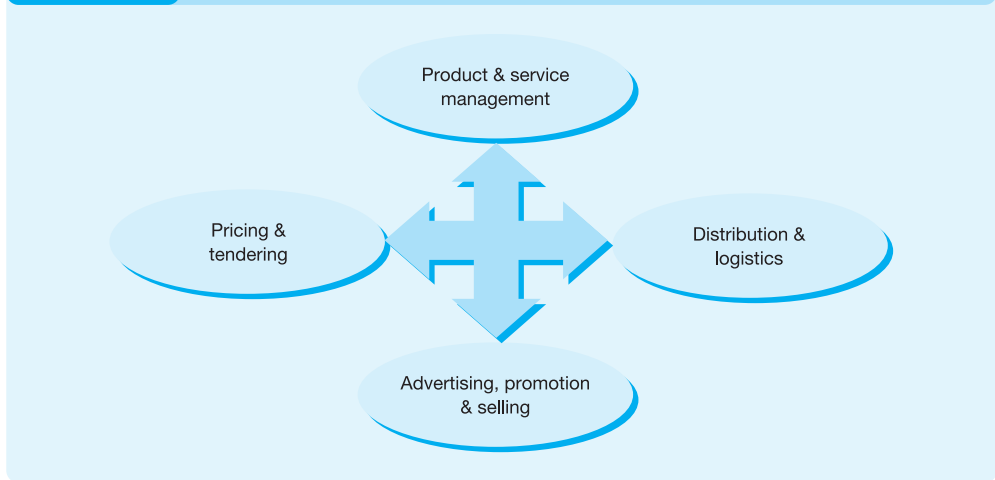 Product & service
management
Pricing &
tendering
Distribution &
logistics
Advertising, promotion
& selling